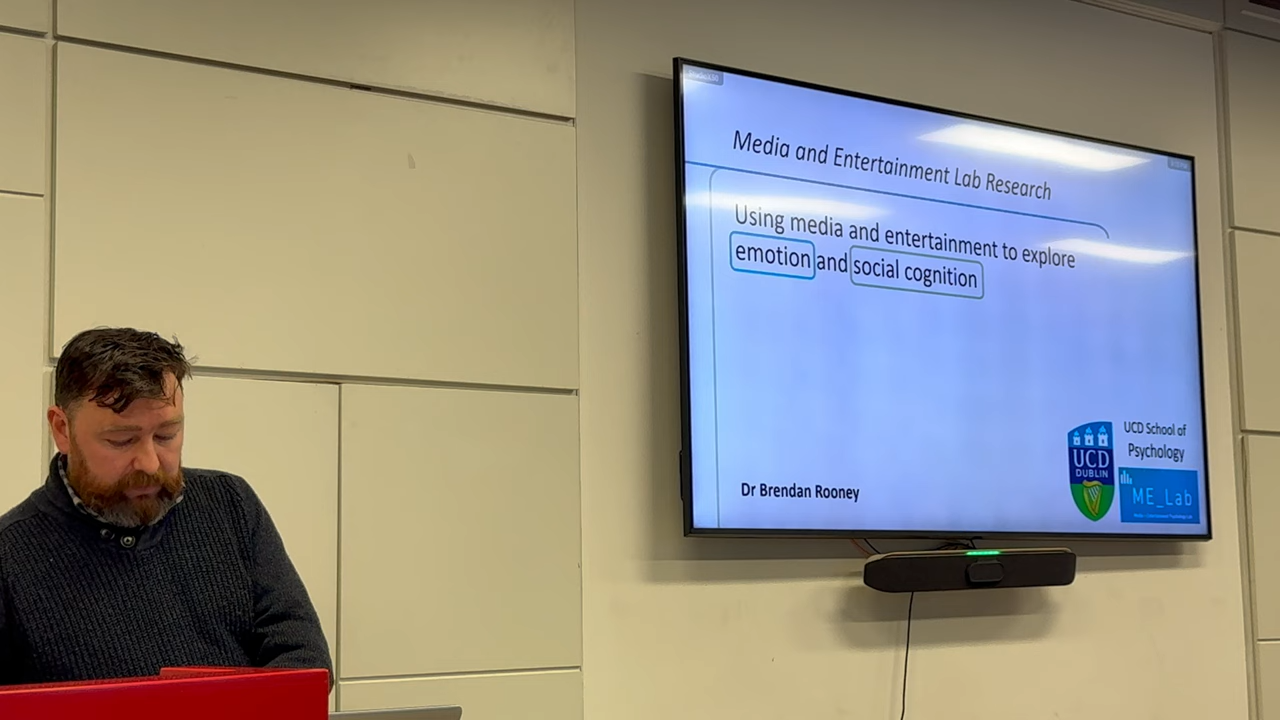 Media and Entertainment Lab Research
Using media and entertainment to explore
emotion and social cognition
Dr Brendan Rooney
UCD
DUBLIN
UCD School of
Psychology
ME_Lab